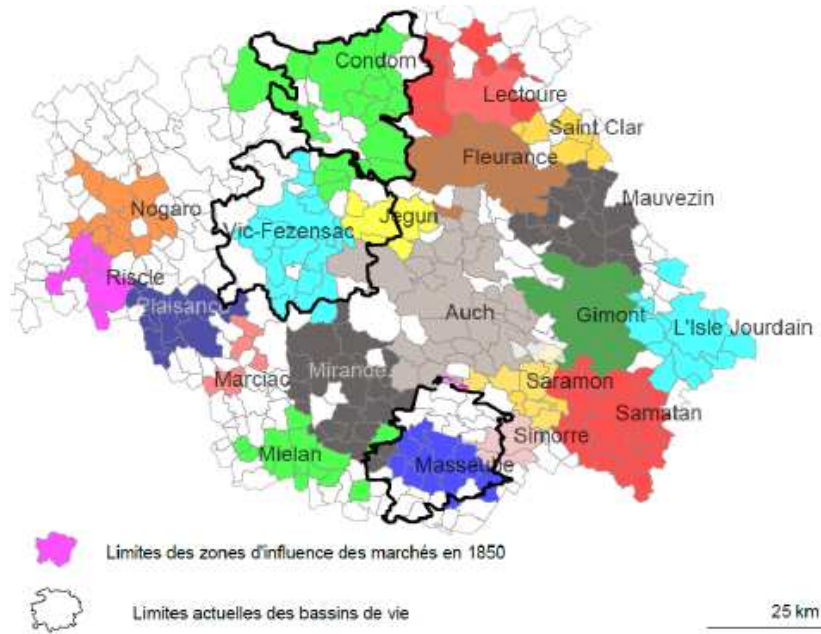 Condom
Lectoure
Saint Clar
Fleurance
Mauvezin
Nogaro
Jegun
Vic-Fezensac
Riscle
Plaisance
Auch
Gimont
L'Isle Jourdain
Mirande
Marciac
Saramon
Samatan
Simorre
Mielan
Masseube
Limites des zones d'influence des marchés en 1850
Limites actuelles des bassins de vie
25 km